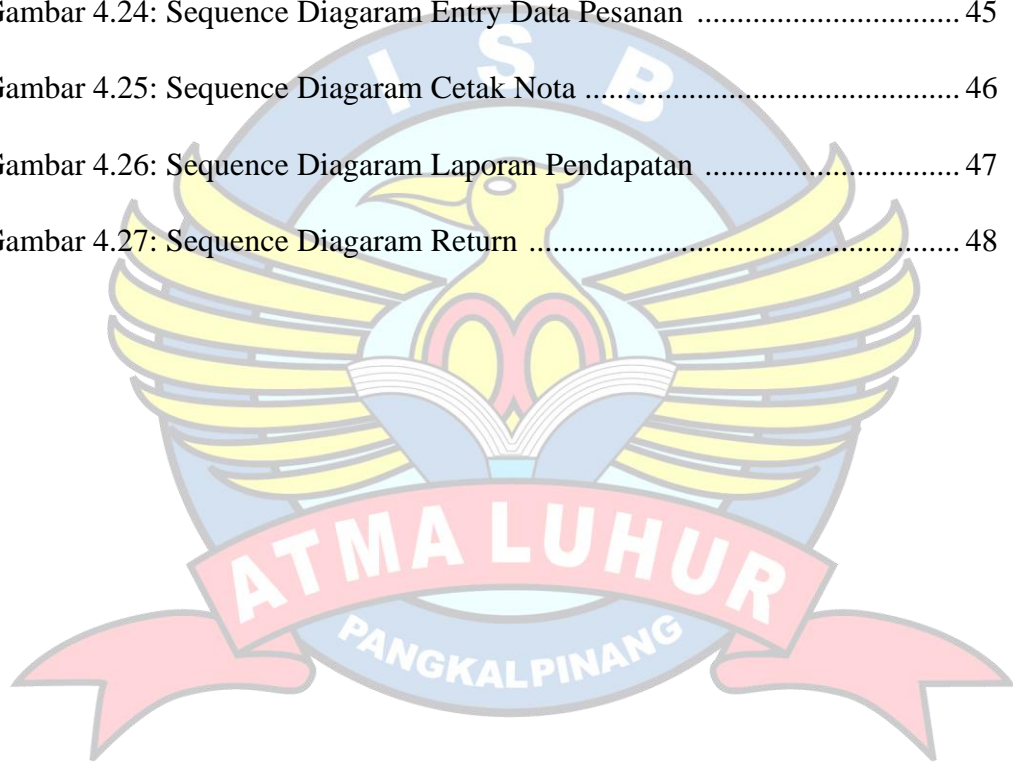 Gambar 4.24: Sequence Diagaram Entry Data Pesanan ................................. 45
Gambar 4.25: Sequence Diagaram Cetak Nota ............................................... 46
Gambar 4.26: Sequence Diagaram Laporan Pendapatan ................................ 47
Gambar 4.27: Sequence Diagaram Return ...................................................... 48
I S B
ATMA LUHUR
PANGKALPINANG